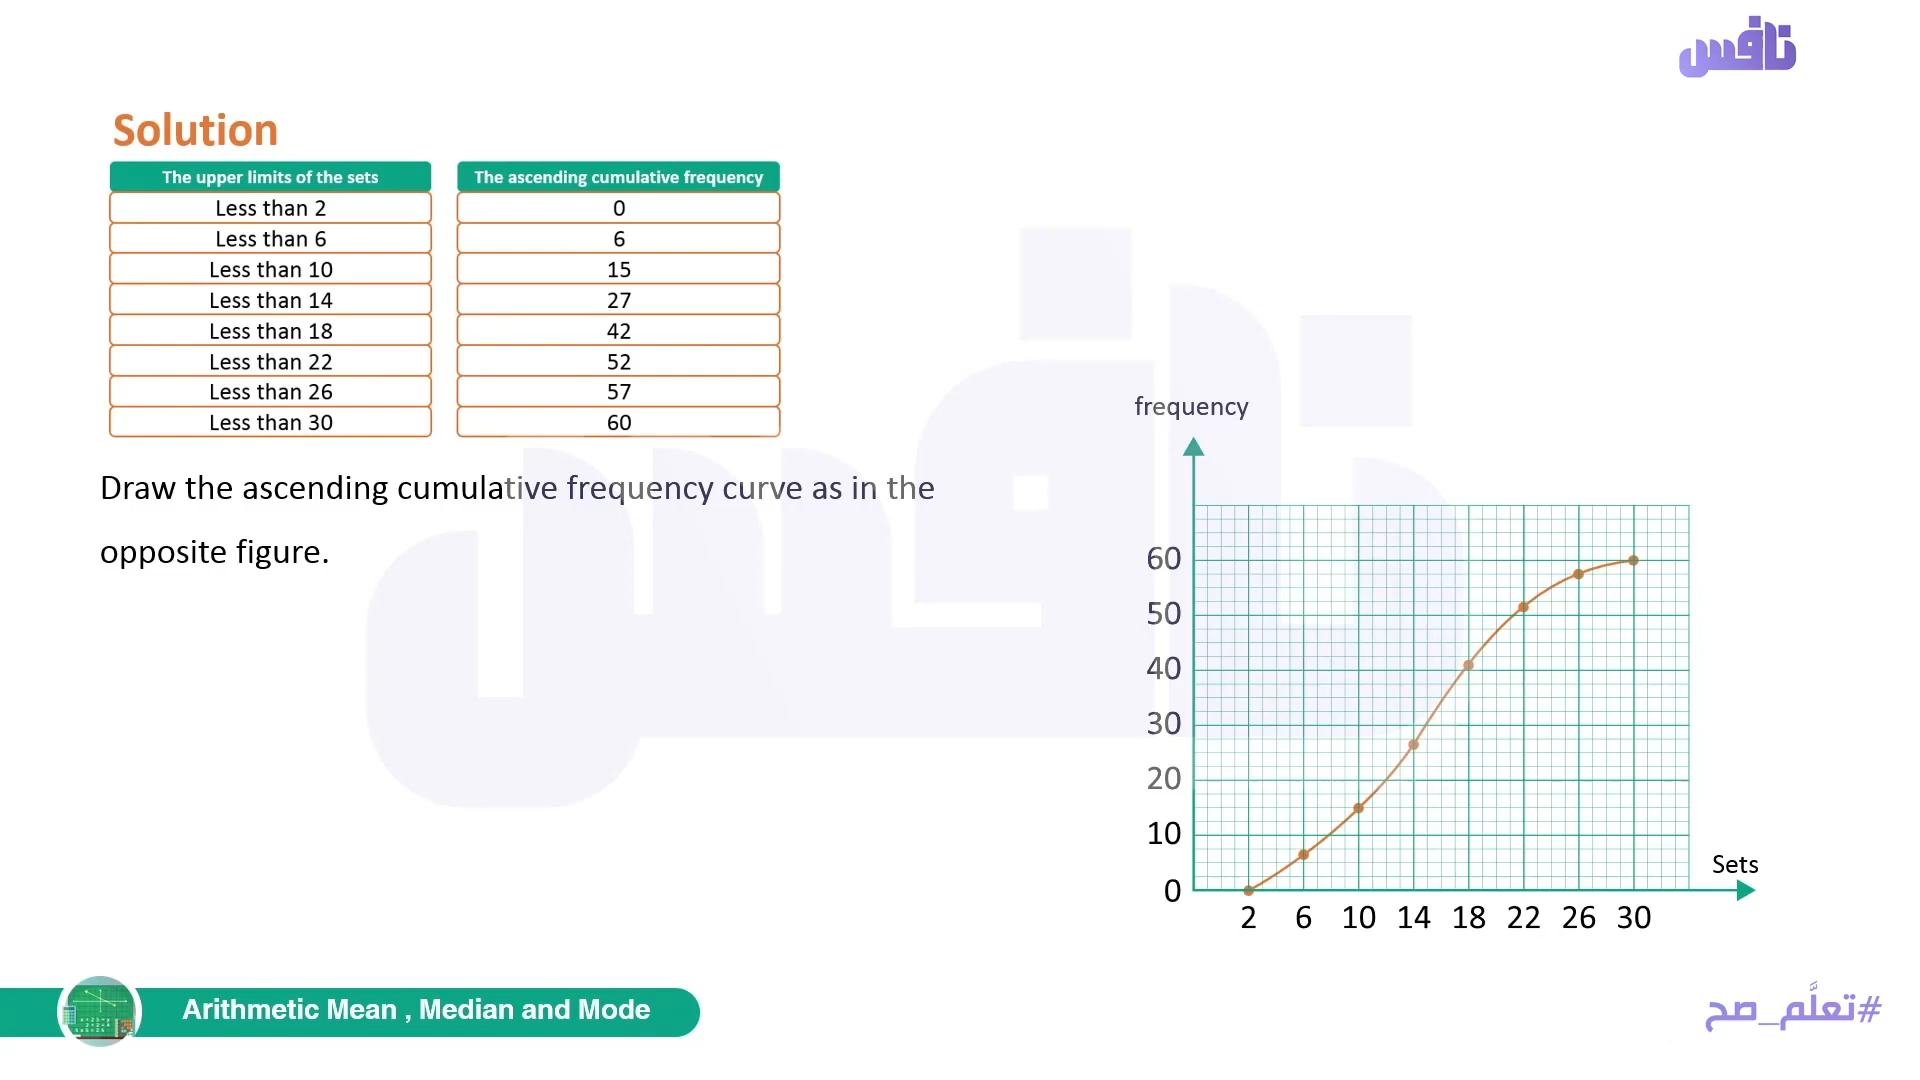 نافس
Solution
The upper limits of the sets The ascending cumulative frequency
Less than 2 0
Less than 6 6
Less than 10 15
Less than 14 27
Less than 18 42
Less than 22 52
Less than 26 57
Less than 30 60
Draw the ascending cumulative frequency curve as in the
opposite figure.
frequency
60
50
40
30
20
10
0
Sets
2 6 10 14 18 22 26 30
Arithmetic Mean , Median and Mode
#تعلَّم_صح